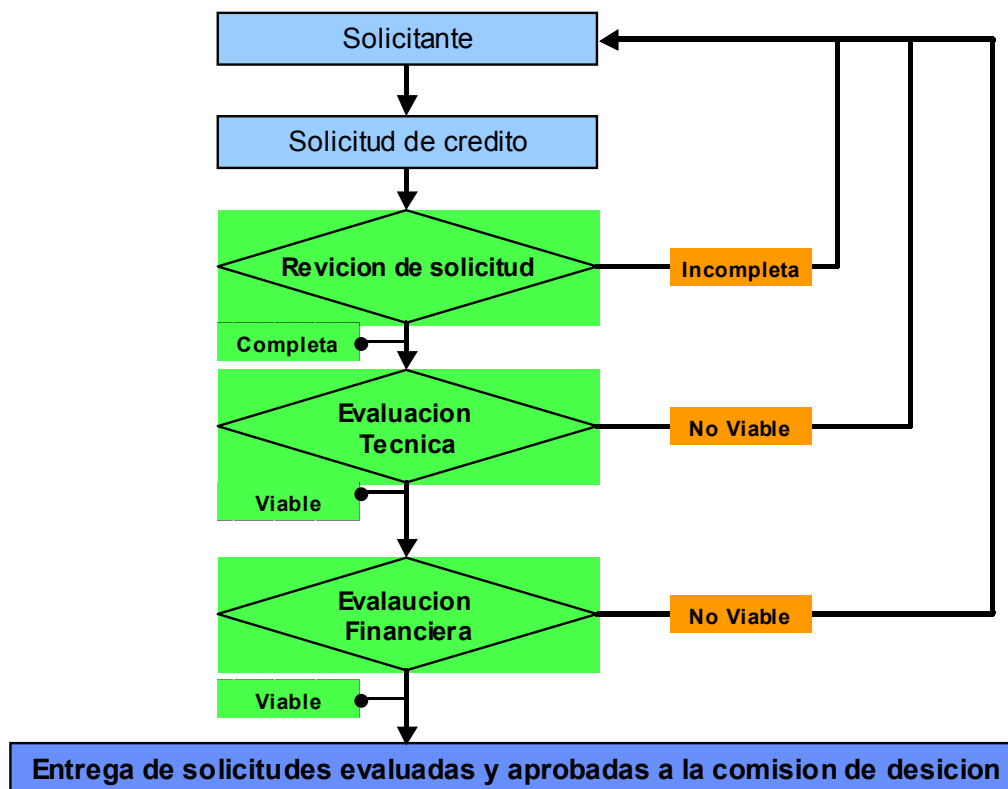 Solicitante
Solicitud de credito
Revicion de solicitud
Incompleta
Completa
Evaluacion
Tecnica
No Viable
Viable
Evalaucion
Financiera
No Viable
Viable
Entrega de solicitudes evaluadas y aprobadas a la comision de desicion